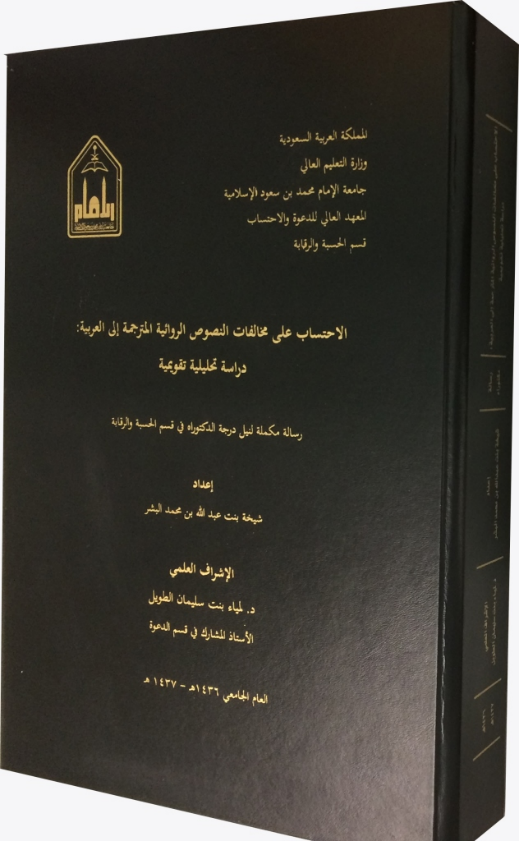 المملكة العربية السعودية
وزارة التعليم العالي
جامعة الإمام محمد بن سعود الإسلامية
المعهد العالي للدعوة والاحتساب
قسم الحسبة والرقابة
الاحتساب على مخالفات النصوص الروائية المترجمة إلى العربية:
دراسة تحليلية تقويمية
رسالة مكملة لنيل درجة الدكتوراه في قسم الحسبة والرقابة
إعداد
شيخة بنت عبد الله بن محمد البشر
الإشراف العلمي
د. لمياء بنت سليمان الطويل
الأستاذ المشارك في قسم الدعوة
العام الجامعي ١٤٣٦هـ - ١٤٣٧ هـ